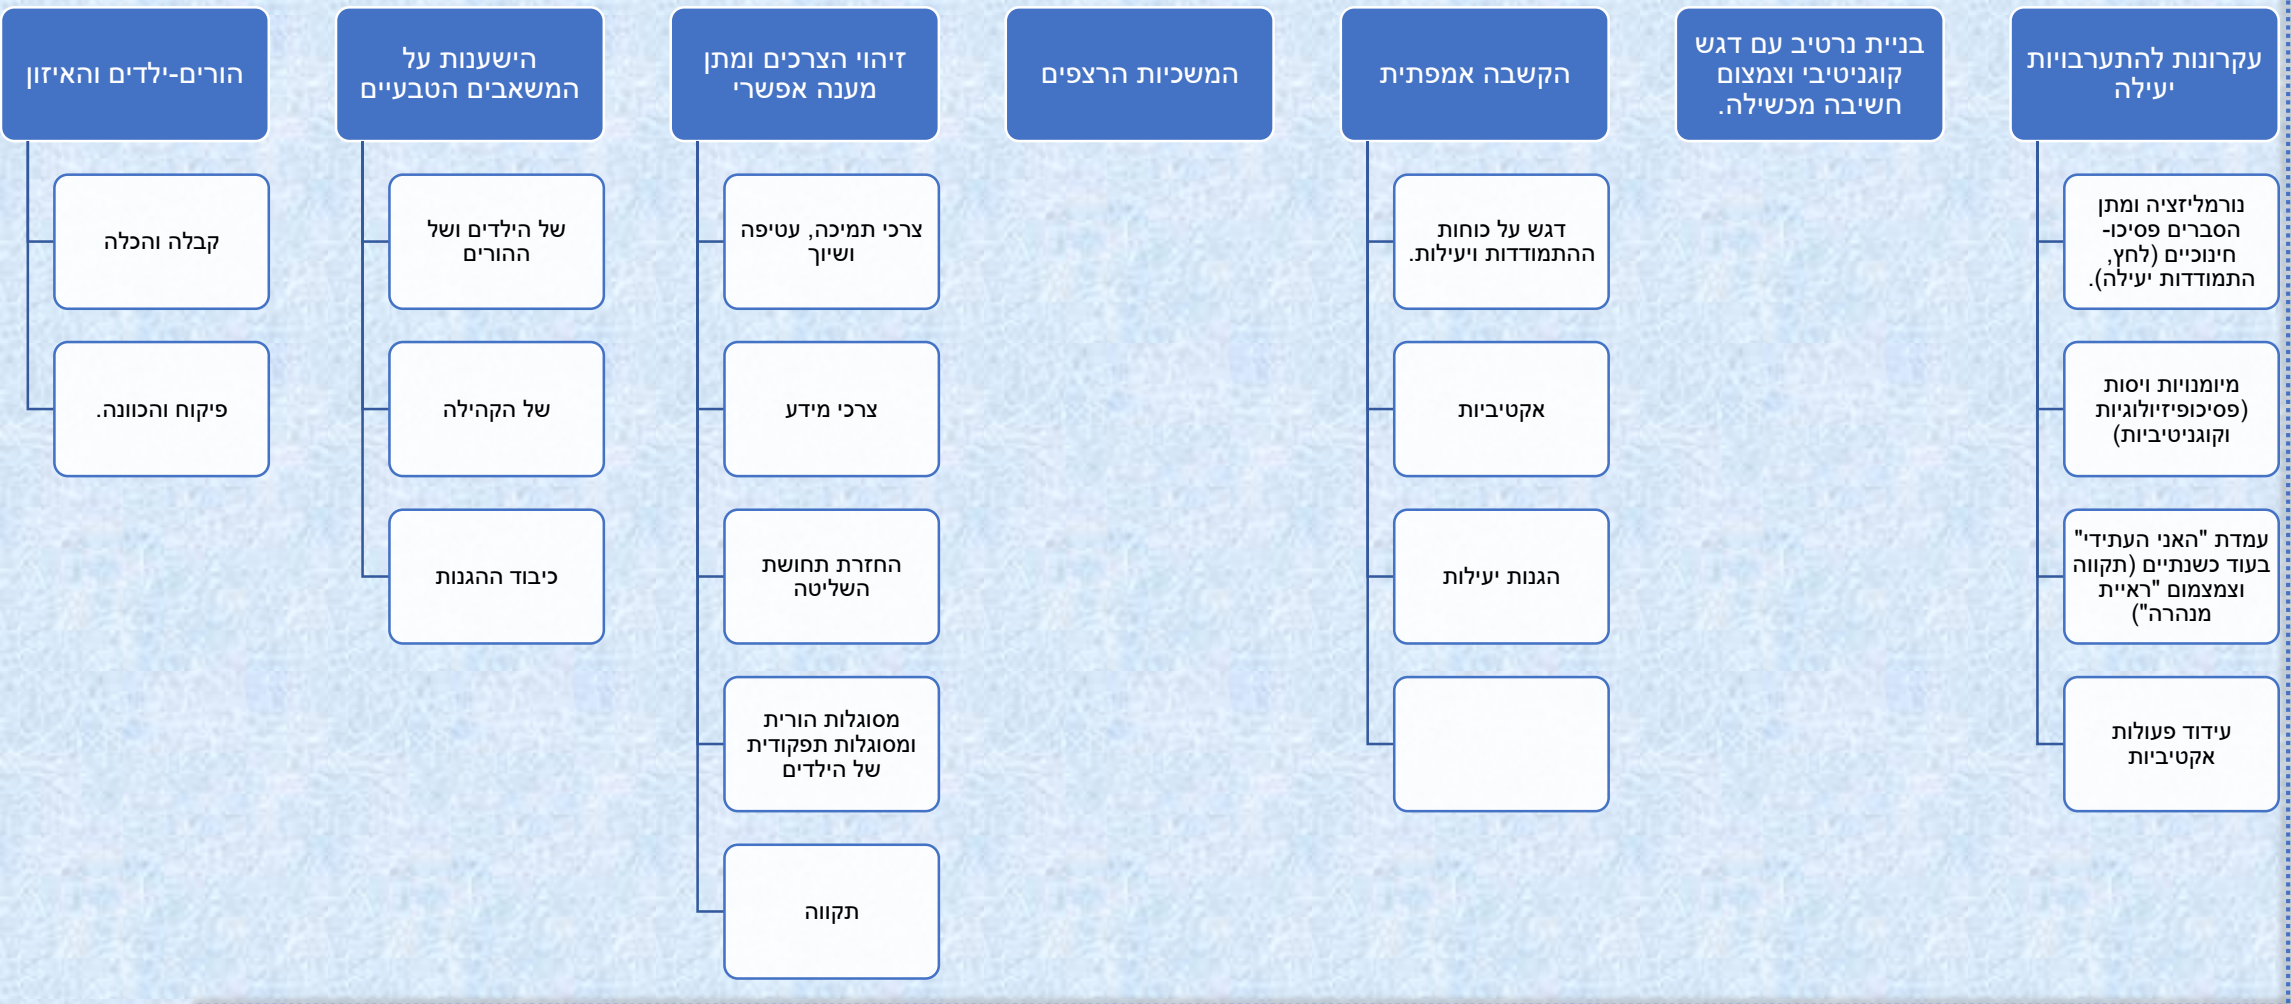 עקרונות להתערבויות
יעילה
נורמליזציה ומתן
הסברים פסיכו-
חינוכיים (לחץ,
התמודדות יעילה).
מיומנויות ויסות
(פסיכופיזיולוגיות
וקוגניטיביות)
עמדת "האני העתידי"
בעוד כשנתיים (תקווה
וצמצמום "ראיית
מנהרה")
עידוד פעולות
אקטיביות
בניית נרטיב עם דגש
קוגניטיבי וצמצום
חשיבה מכשילה.
הקשבה אמפתית
דגש על כוחות
ההתמודדות ויעילות.
אקטיביות
הגנות יעילות
המשכיות הרצפים
זיהוי הצרכים ומתן
מענה אפשרי
צרכי תמיכה, עטיפה
ושיוך
צרכי מידע
החזרת תחושת
השליטה
מסוגלות הורית
ומסוגלות תפקודית
של הילדים
תקווה
הישענות על
המשאבים הטבעיים
של הילדים ושל
ההורים
של הקהילה
כיבוד ההגנות
הורים-ילדים והאיזון
קבלה והכלה
פיקוח והכוונה.